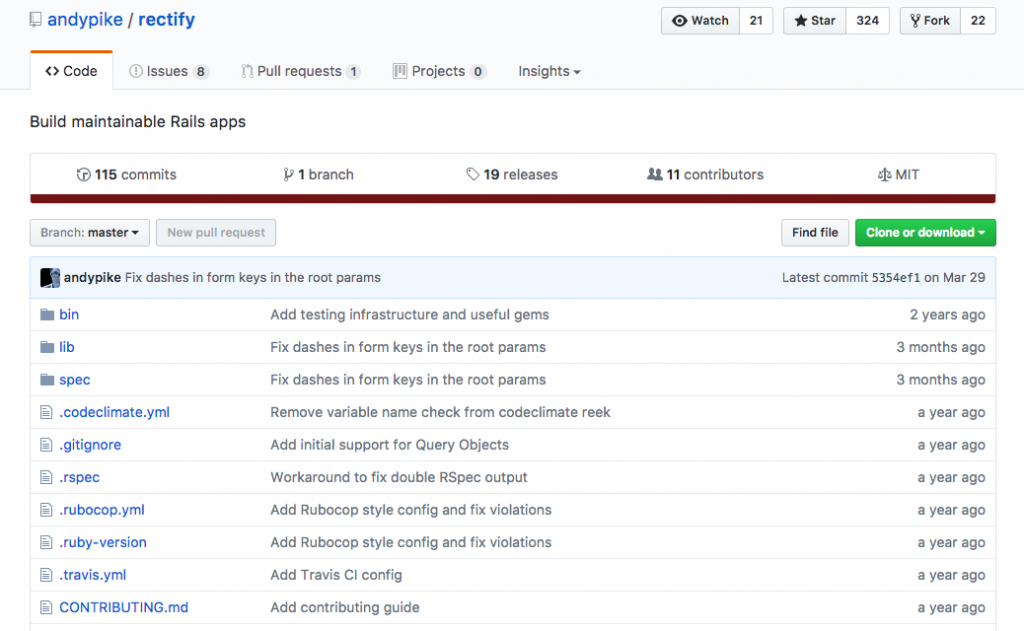 andypike / rectify Watch 21 Star 324 Fork 22
Code Issues 8 Pull requests 1 Projects 0 Insights
Build maintainable Rails apps
115 commits 1 branch 19 releases 11 contributors MIT
Branch: master New pull request Find file Clone or download
andypike Fix dashes in form keys in the root params Latest commit 5354ef1 on Mar 29
bin Add testing infrastructure and useful gems 2 years ago
lib Fix dashes in form keys in the root params 3 months ago
spec Fix dashes in form keys in the root params 3 months ago
.codeclimate.yml Remove variable name check from codeclimate reek a year ago
.gitignore Add initial support for Query Objects a year ago
.rspec Workaround to fix double RSpec output a year ago
.rubocop.yml Add Rubocop style config and fix violations a year ago
.ruby-version Add Rubocop style config and fix violations a year ago
.travis.yml Add Travis CI config a year ago
CONTRIBUTING.md Add contributing guide a year ago